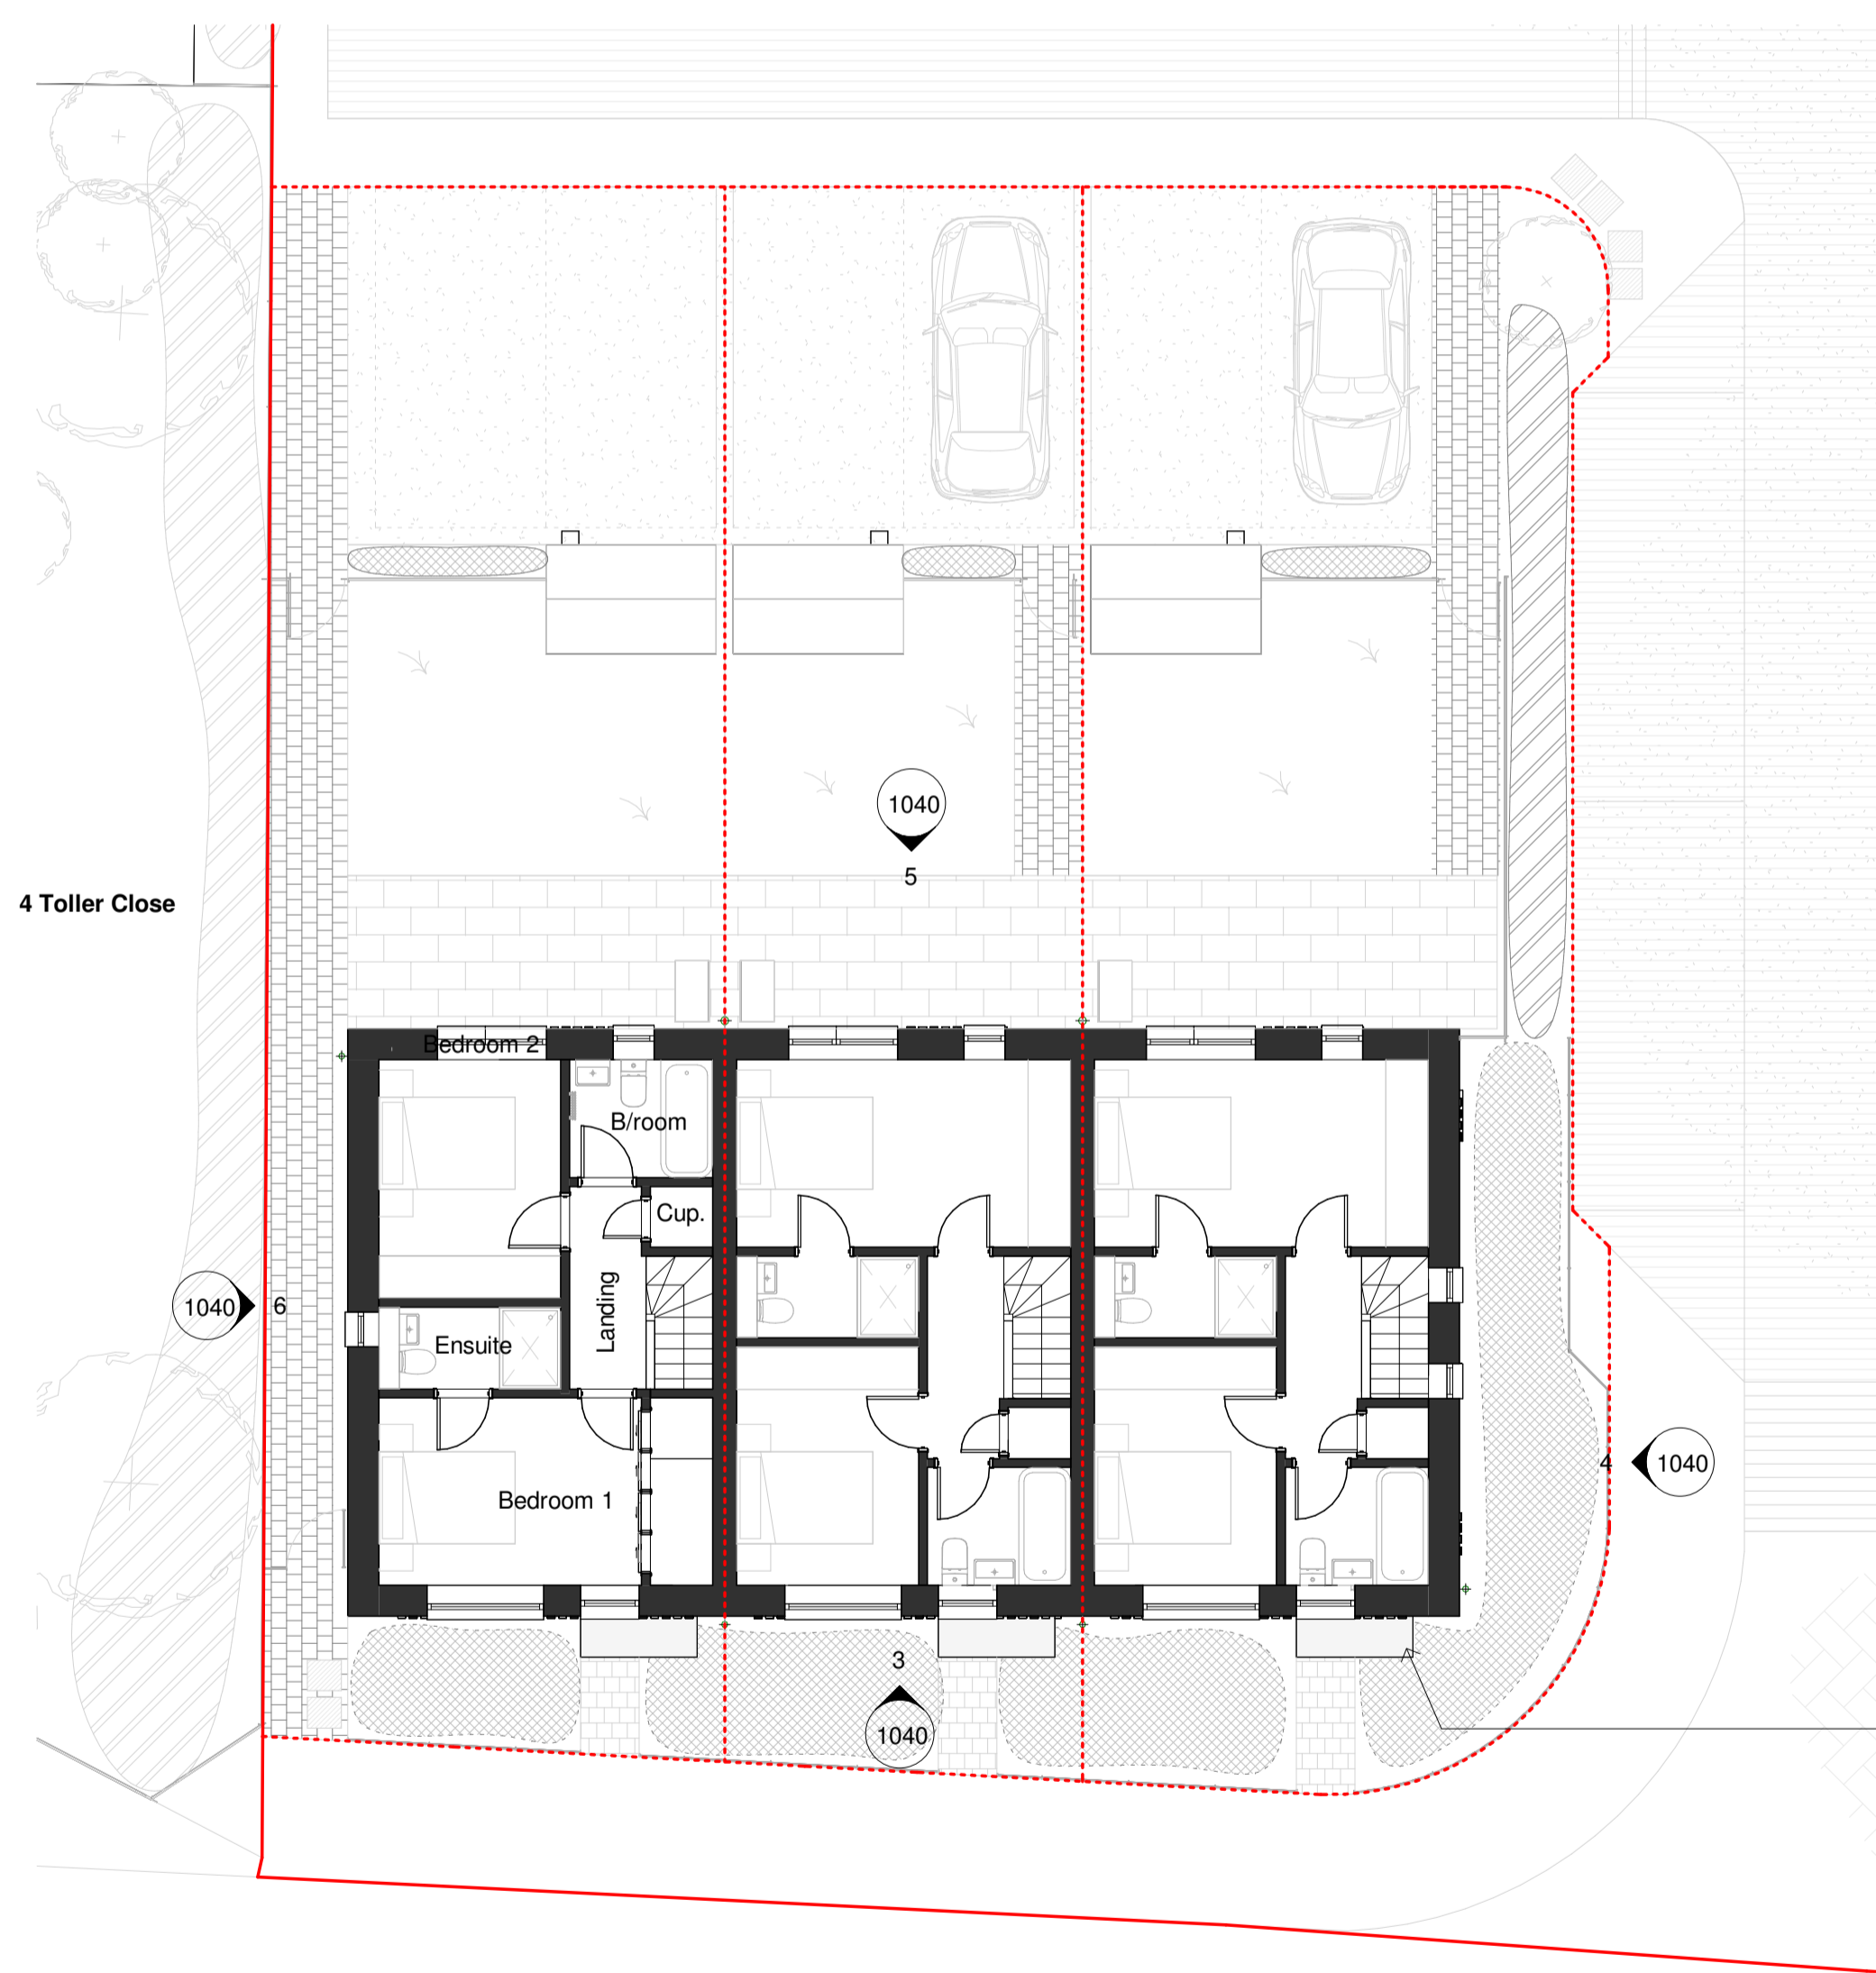 1040
5
4 Toller Close
Bedroom 2
B/room
Cup.
Landing
1040
6
Ensuite
Bedroom 1
4
1040
3
1040